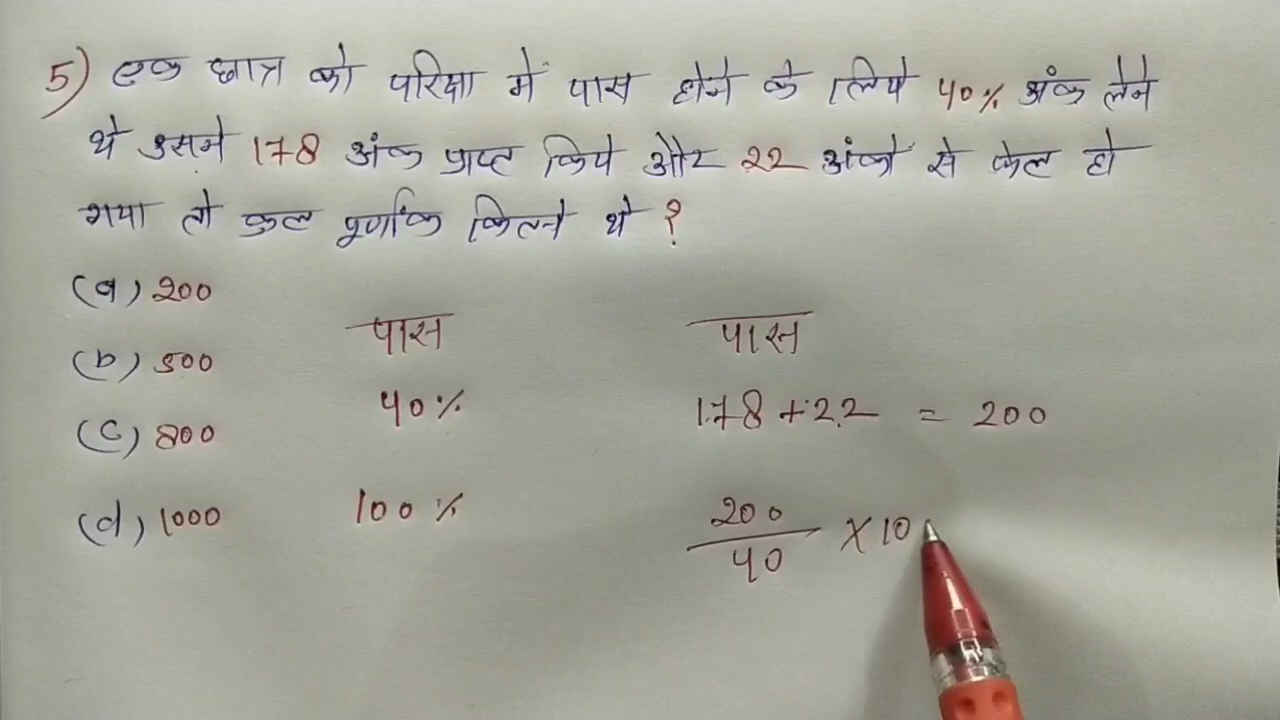 5) एक छात्र को परिक्षा में पास होने के लिये 40% अंक लेने
थे उसने 178 अंक प्राप्त किये और 22 अंको से फेल हो
गया तो कुल पूर्णांक कितने थे ?
(a) 200
(b) 500
(c) 800
(d) 1000
पास पास
40% 178 + 22 = 200
100% 200/40 × 10